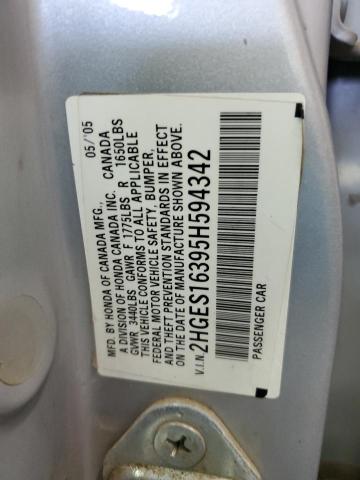 MFD. BY HONDA OF CANADA MFG., 05/'05
A DIVISION OF HONDA CANADA INC. CANADA
GVWR 3440LBS GAWR F 1775LBS R 1650LBS
THIS VEHICLE CONFORMS TO ALL APPLICABLE
FEDERAL MOTOR VEHICLE SAFETY, BUMPER,
AND THEFT PREVENTION STANDARDS IN EFFECT
ON THE DATE OF MANUFACTURE SHOWN ABOVE.
V.I.N. 2HGES16395H594342
PASSENGER CAR